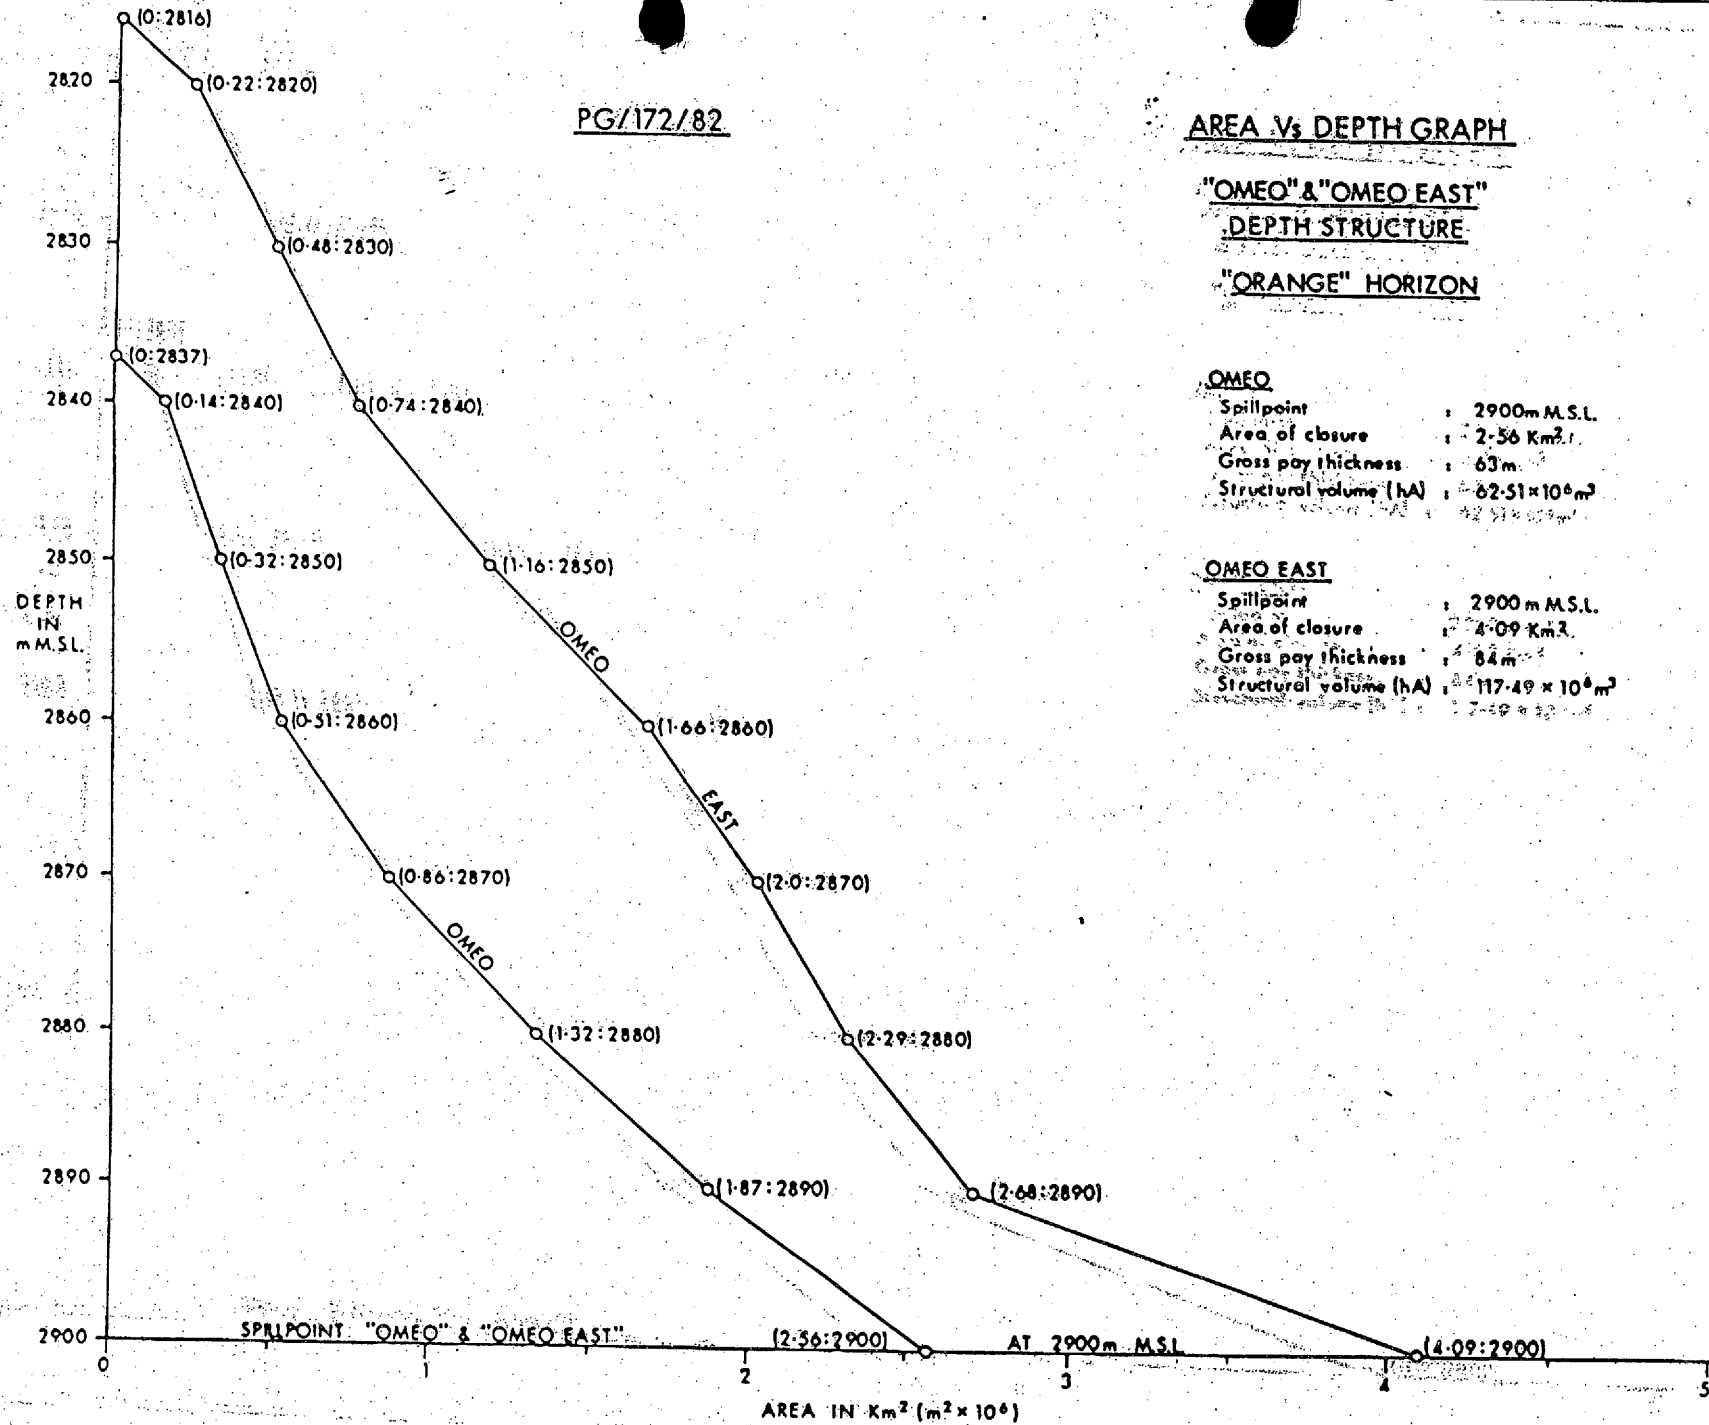 PG/172/82
AREA Vs DEPTH GRAPH
"OMEO" & "OMEO EAST"
DEPTH STRUCTURE
"ORANGE" HORIZON
OMEO
Spillpoint : 2900m M.S.L.
Area of closure : 2·56 Km².
Gross pay thickness : 63m
Structural volume (hA) : 62·51×10⁶m³
OMEO EAST
Spillpoint : 2900m M.S.L.
Area of closure : 4·09 Km².
Gross pay thickness : 84m
Structural volume (hA) : 117·49 × 10⁶m³
(0:2816)
2820
(0·22:2820)
2830
(0·48:2830)
(0:2837)
2840
(0·14:2840)
(0·74:2840)
2850
(0·32:2850)
(1·16:2850)
DEPTH
IN
m M.S.L.
OMEO
2860
(0·51:2860)
(1·66:2860)
EAST
2870
(0·86:2870)
(2·0:2870)
OMEO
2880
(1·32:2880)
(2·29:2880)
2890
(1·87:2890)
(2·68:2890)
2900
SPILLPOINT "OMEO" & "OMEO EAST" AT 2900m M.S.L.
(2·56:2900)
(4·09:2900)
0 1 2 3 4 5
AREA IN Km² (m² × 10⁶)